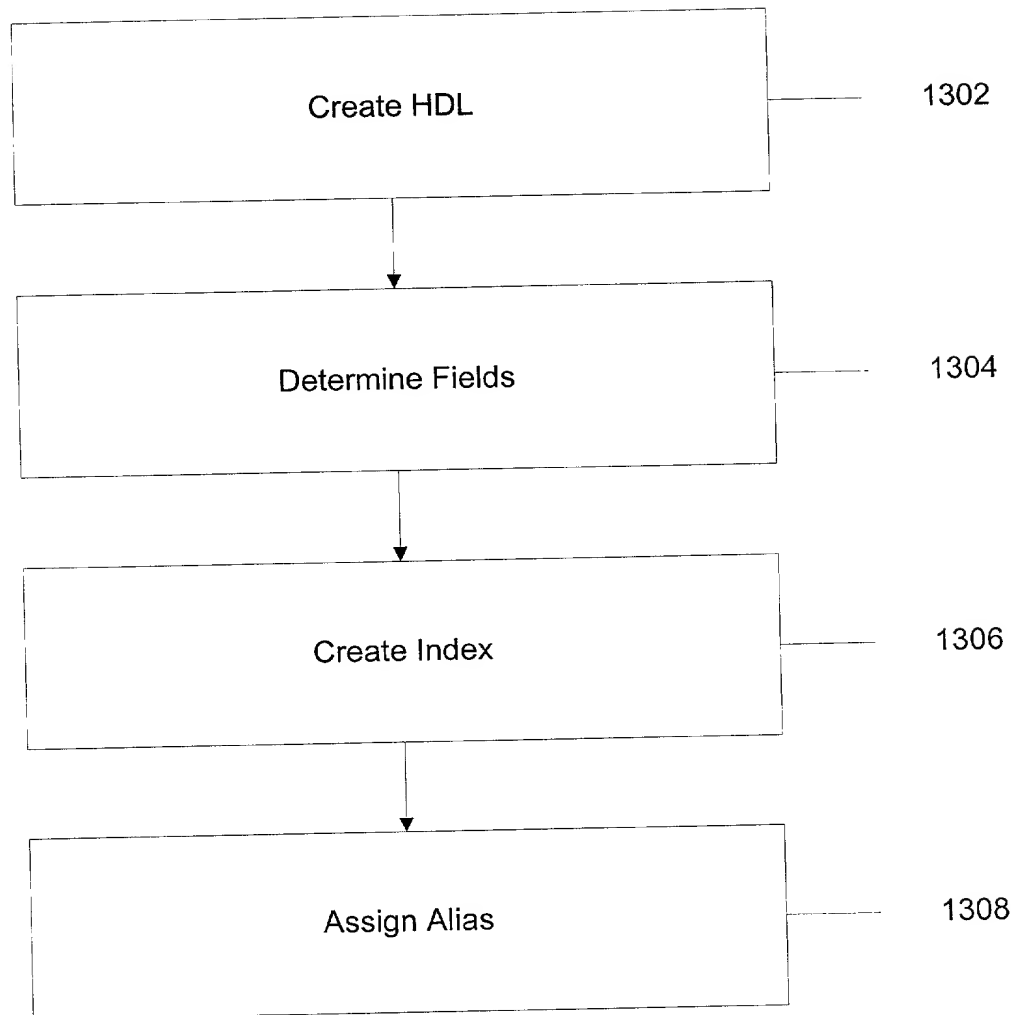 Create HDL
1302
Determine Fields
1304
Create Index
1306
Assign Alias
1308